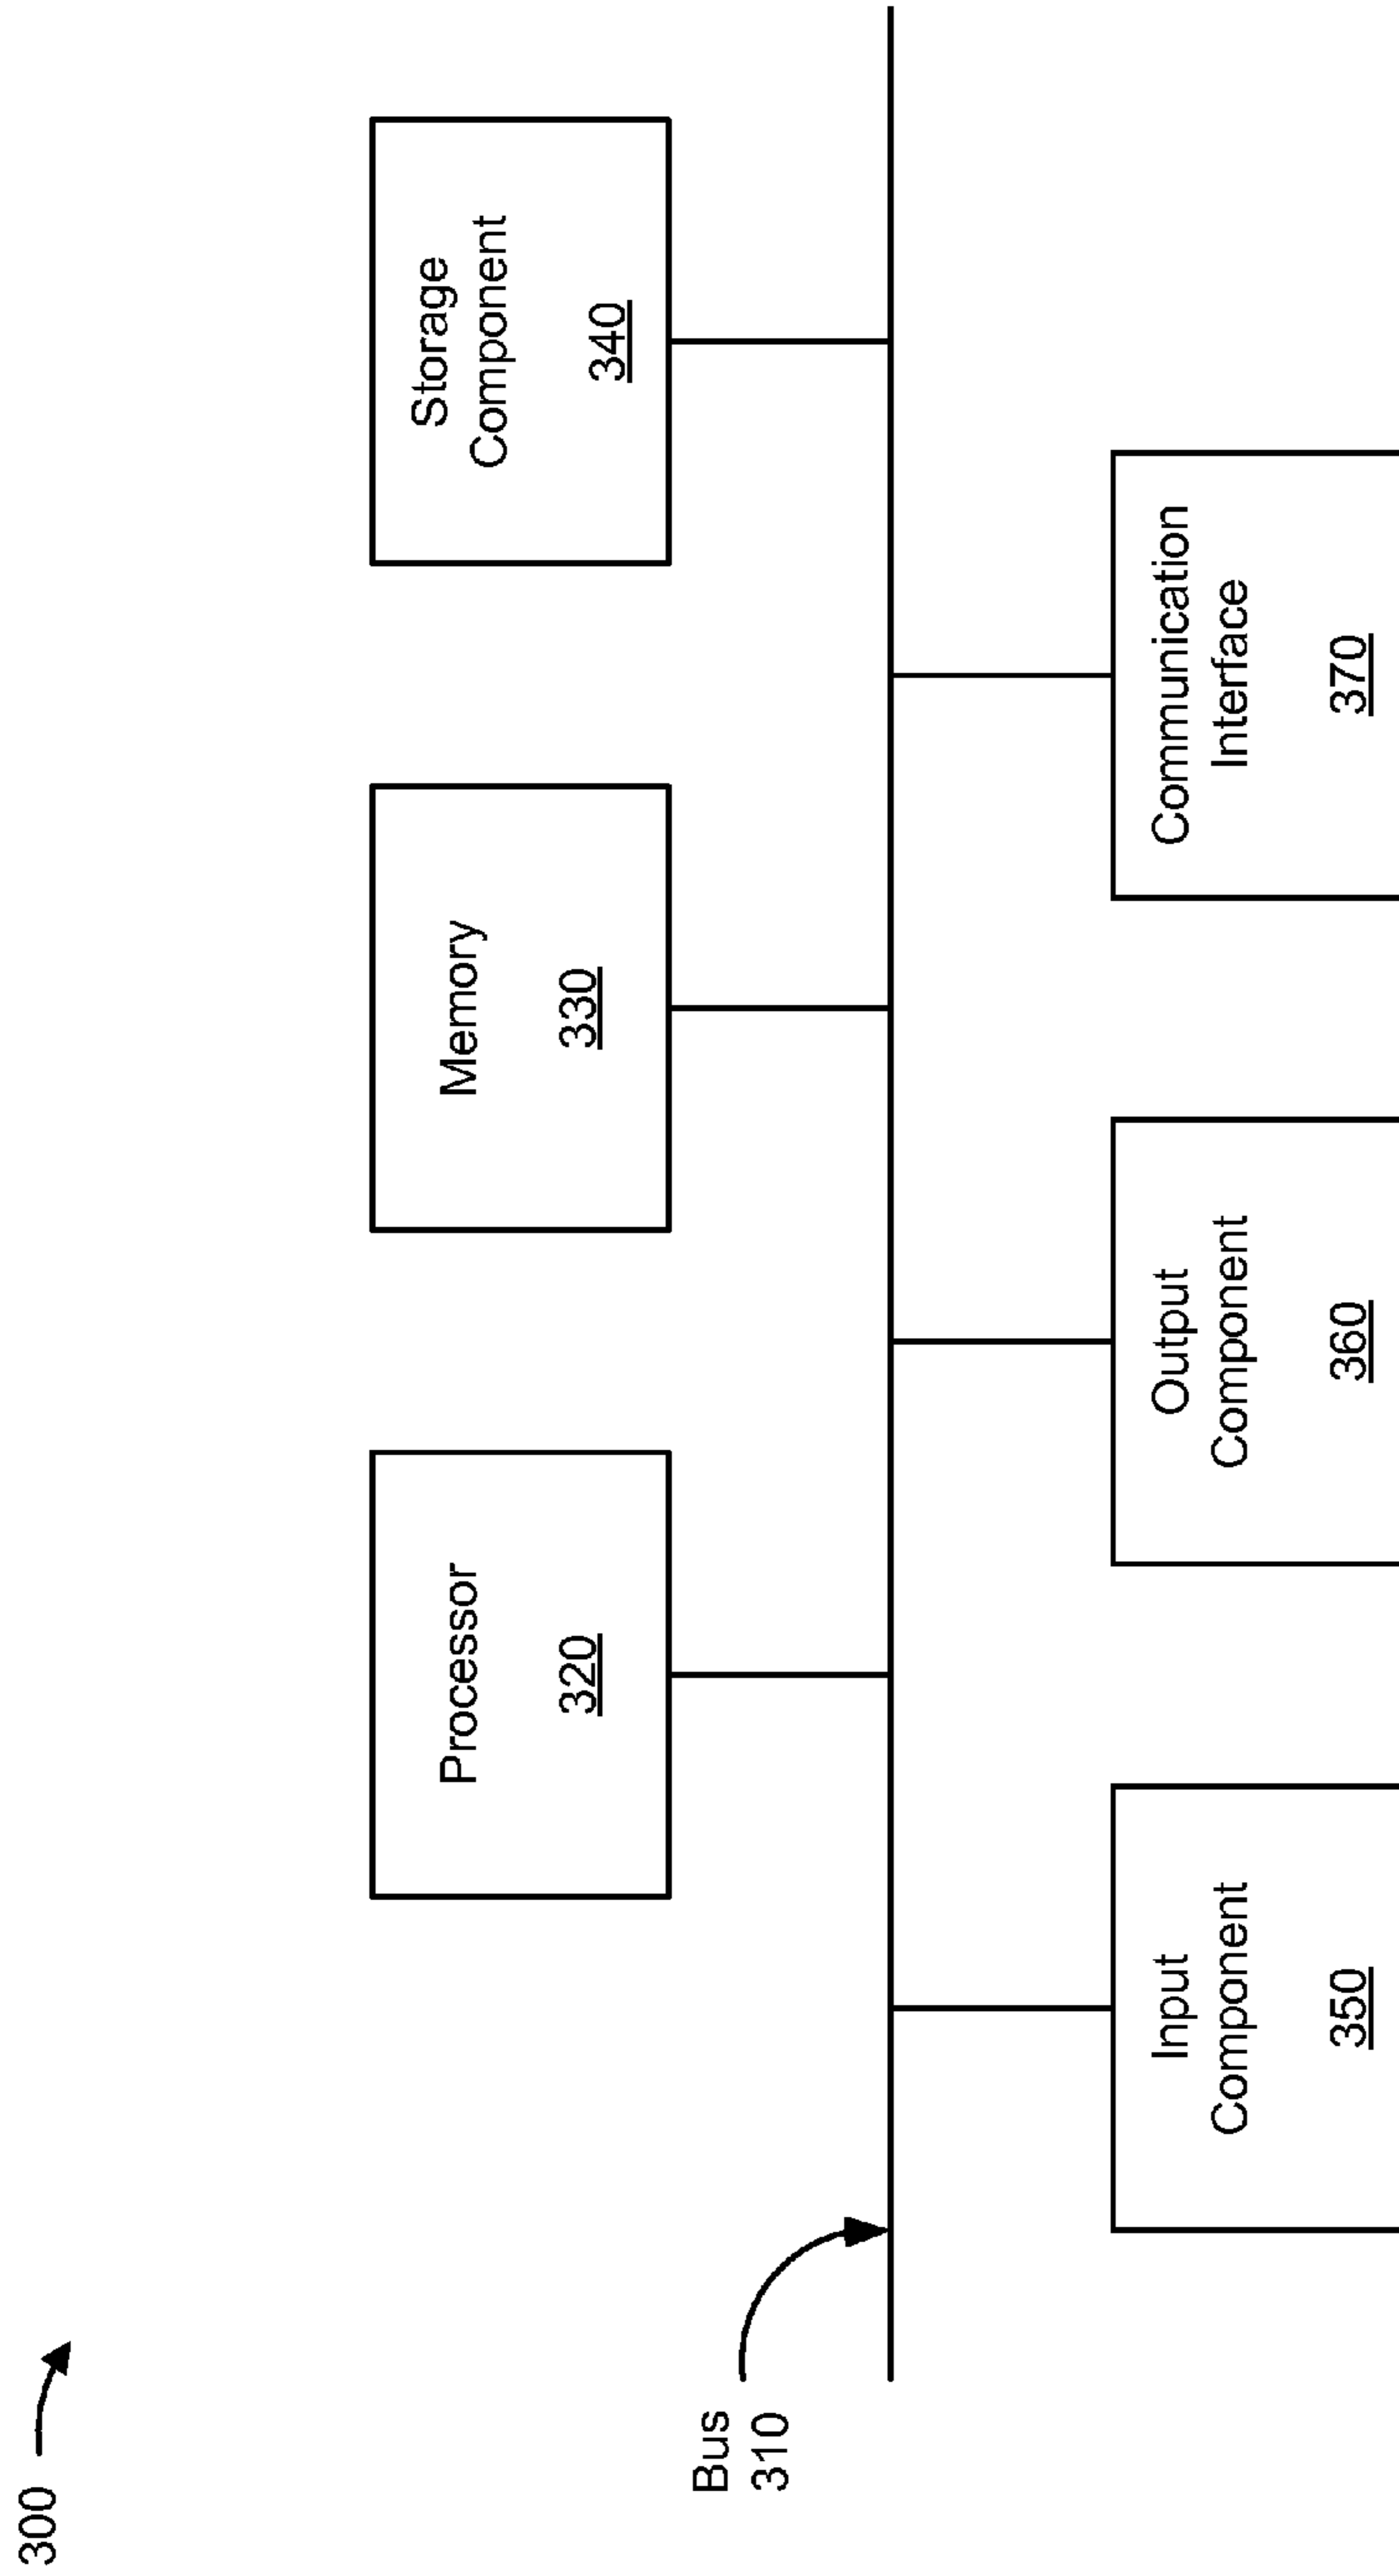 300
Processor
320
Memory
330
Storage
Component
340
Bus
310
Input
Component
350
Output
Component
360
Communication
Interface
370